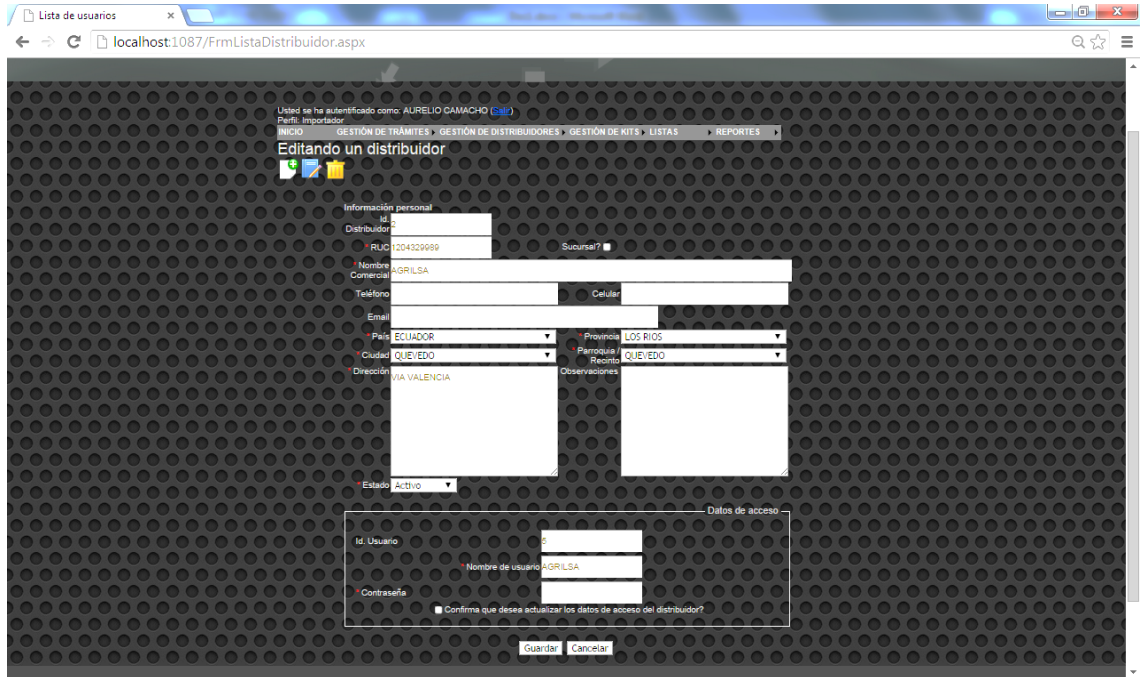 Lista de usuarios
localhost:1087/FrmListaDistribuidor.aspx
Usted se ha autentificado como: AURELIO CAMACHO (Salir)
Perfil: Importador
INICIO GESTIÓN DE TRÁMITES GESTIÓN DE DISTRIBUIDORES GESTIÓN DE KITS LISTAS REPORTES
Editando un distribuidor
Información personal
Id. Distribuidor 2
* RUC 1204329989 Sucursal?
* Nombre Comercial AGRILSA
Teléfono Celular
Email
* País ECUADOR * Provincia LOS RIOS
* Ciudad QUEVEDO * Parroquia / Recinto QUEVEDO
* Dirección VIA VALENCIA Observaciones
* Estado Activo
Datos de acceso
Id. Usuario 5
* Nombre de usuario AGRILSA
* Contraseña
Confirma que desea actualizar los datos de acceso del distribuidor?
Guardar Cancelar